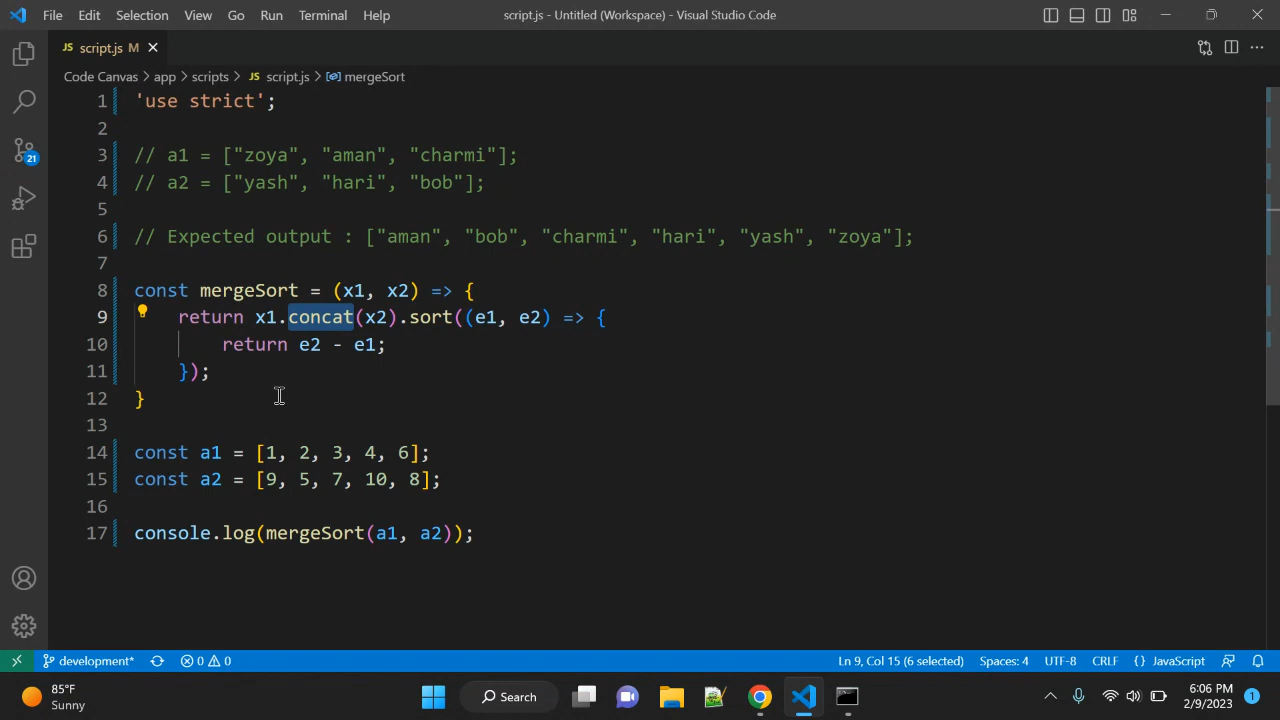 File Edit Selection View Go Run Terminal Help script.js - Untitled (Workspace) - Visual Studio Code
JS script.js M
Code Canvas > app > scripts > JS script.js > mergeSort
1 'use strict';
2
3 // a1 = ["zoya", "aman", "charmi"];
4 // a2 = ["yash", "hari", "bob"];
5
6 // Expected output : ["aman", "bob", "charmi", "hari", "yash", "zoya"];
7
8 const mergeSort = (x1, x2) => {
9 return x1.concat(x2).sort((e1, e2) => {
10 return e2 - e1;
11 });
12 }
13
14 const a1 = [1, 2, 3, 4, 6];
15 const a2 = [9, 5, 7, 10, 8];
16
17 console.log(mergeSort(a1, a2));
21
development* 0 0 Ln 9, Col 15 (6 selected) Spaces: 4 UTF-8 CRLF {} JavaScript
85°F
Sunny
Search
6:06 PM
2/9/2023
1